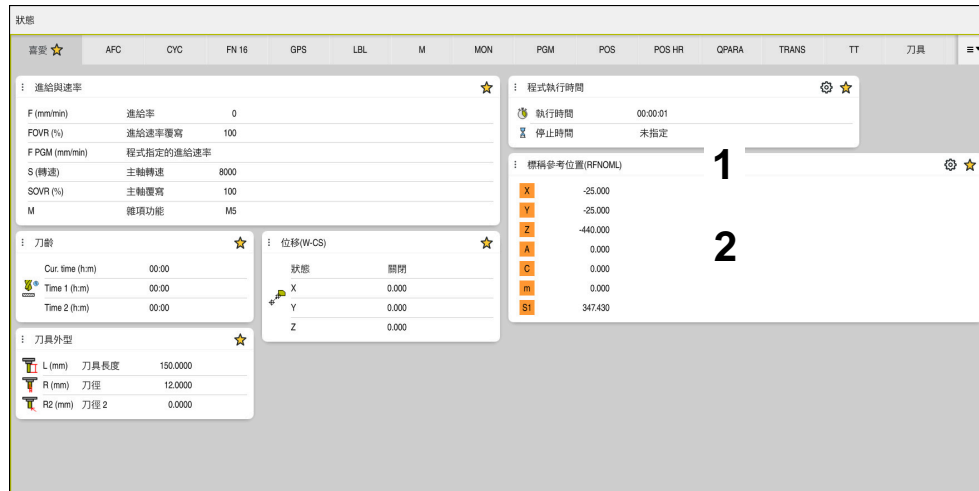 狀態
喜愛 AFC CYC FN 16 GPS LBL M MON PGM POS POS HR QPARA TRANS TT 刀具
進給與速率
F (mm/min) 進給率 0
FOVR (%) 進給速率覆寫 100
F PGM (mm/min) 程式指定的進給速率
S (轉速) 主軸轉速 8000
SOVR (%) 主軸覆寫 100
M 雜項功能 M5
程式執行時間
執行時間 00:00:01
停止時間 未指定
1
標稱參考位置(RFNOML)
X -25.000
Y -25.000
Z -440.000
A 0.000
C 0.000
m 0.000
S1 347.430
2
刀齡
Cur. time (h:m) 00:00
Time 1 (h:m) 00:00
Time 2 (h:m) 00:00
位移(W-CS)
狀態 關閉
X 0.000
Y 0.000
Z 0.000
刀具外型
L (mm) 刀具長度 150.0000
R (mm) 刀徑 12.0000
R2 (mm) 刀徑 2 0.0000